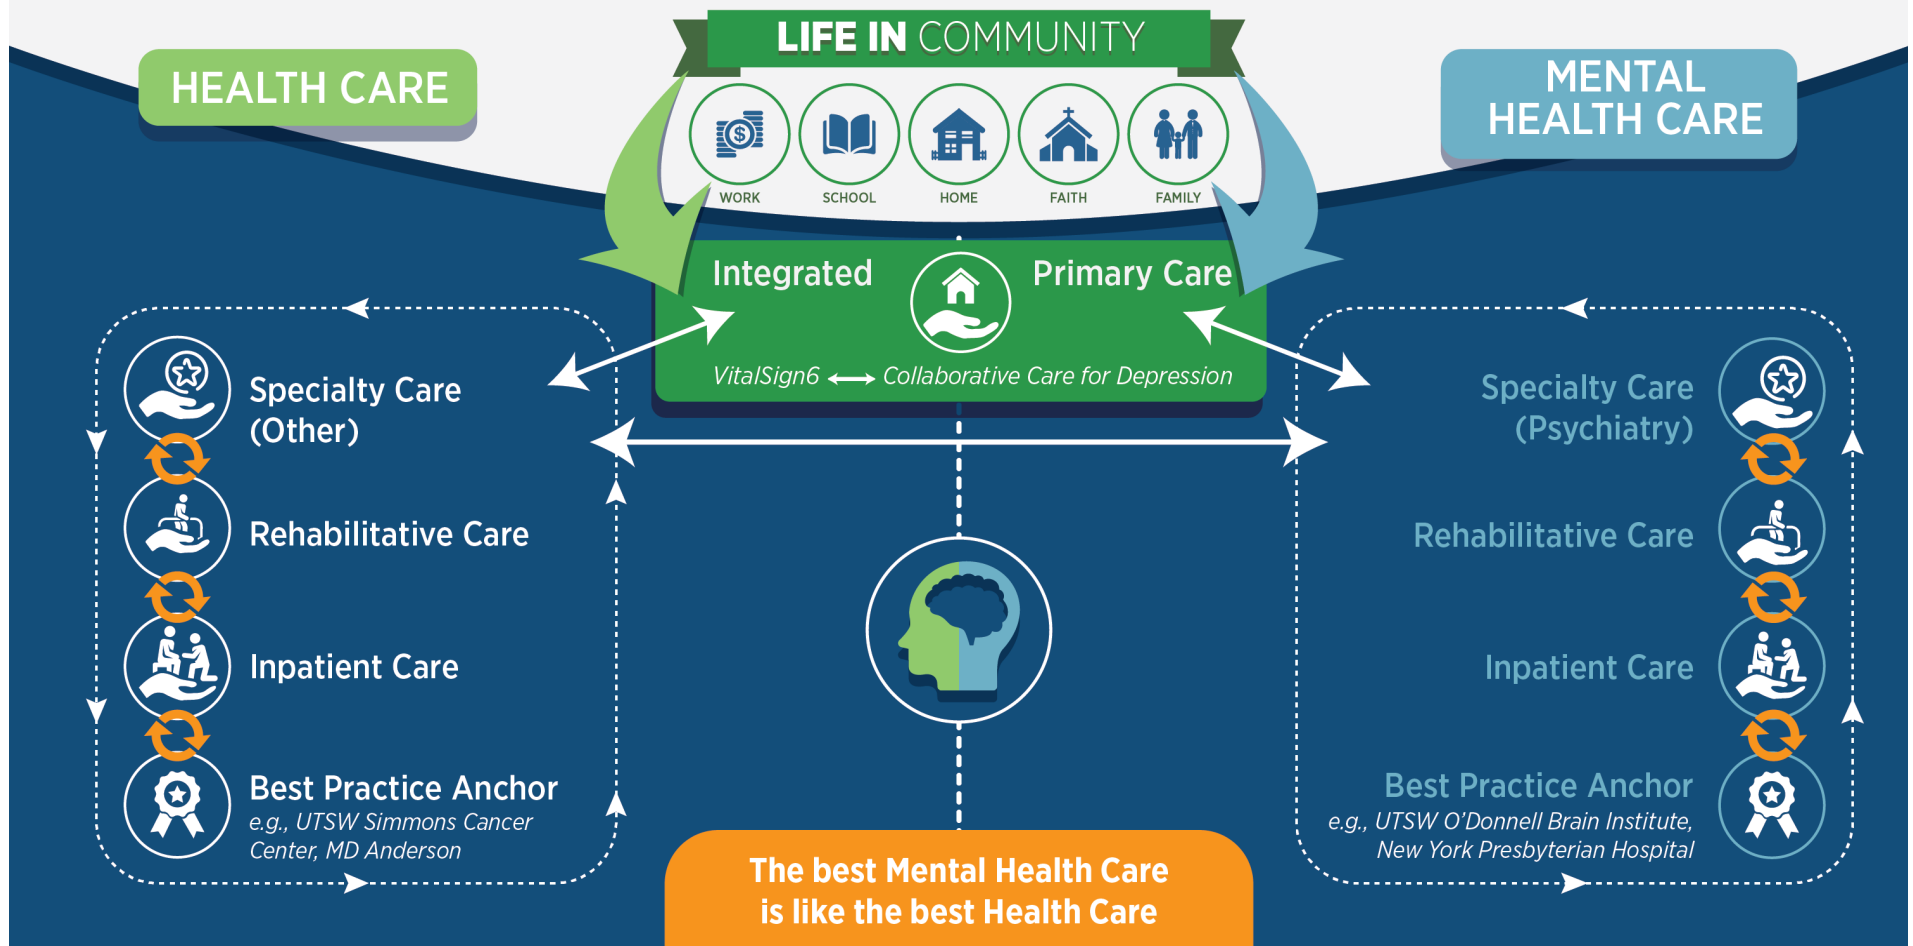 LIFE IN COMMUNITY
HEALTH CARE
MENTAL
HEALTH CARE
WORK
SCHOOL
HOME
FAITH
FAMILY
Integrated
Primary Care
VitalSign6
Collaborative Care for Depression
Specialty Care
(Other)
Rehabilitative Care
Inpatient Care
Best Practice Anchor
e.g., UTSW Simmons Cancer
Center, MD Anderson
Specialty Care
(Psychiatry)
Rehabilitative Care
Inpatient Care
Best Practice Anchor
e.g., UTSW O'Donnell Brain Institute,
New York Presbyterian Hospital
The best Mental Health Care
is like the best Health Care